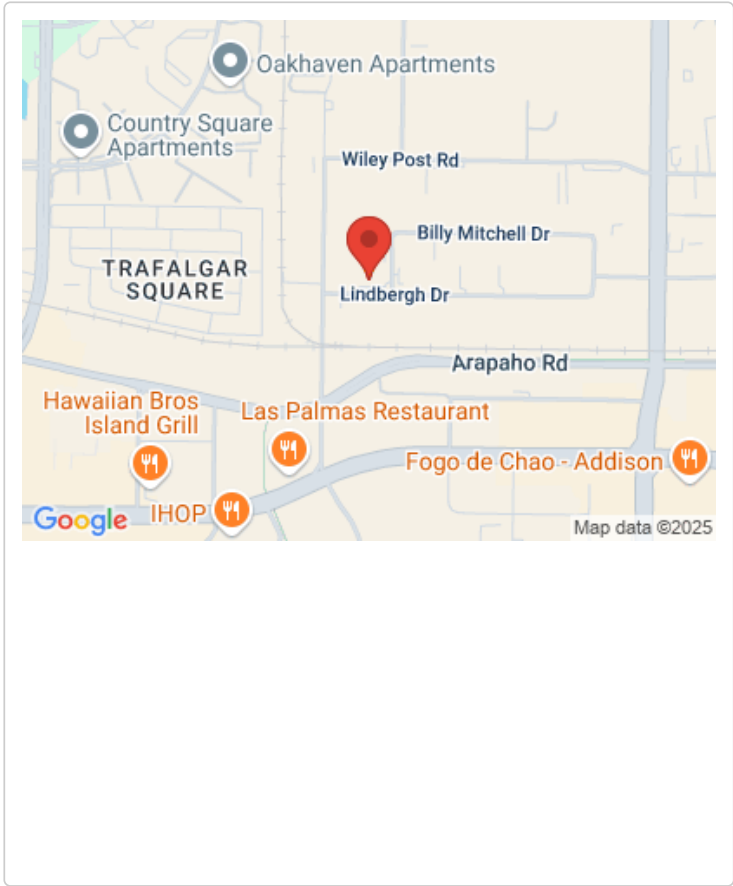 Oakhaven Apartments
Country Square
Apartments
Wiley Post Rd
Billy Mitchell Dr
TRAFALGAR
SQUARE
Lindbergh Dr
Arapaho Rd
Hawaiian Bros
Island Grill
Las Palmas Restaurant
Fogo de Chao - Addison
IHOP
Google
Map data ©2025